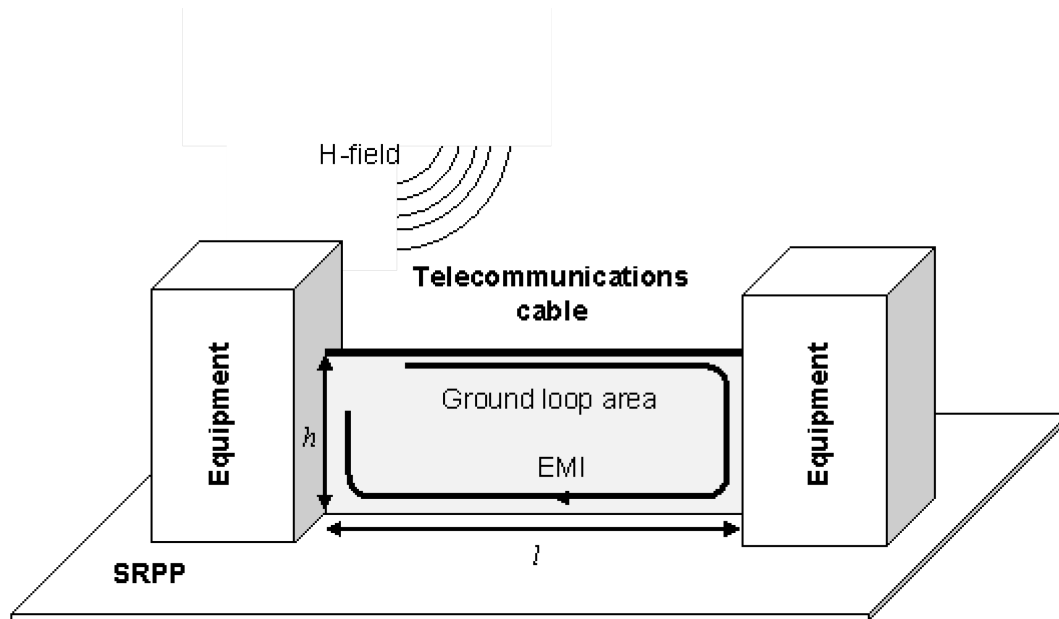 H-field
Telecommunications
cable
Equipment
Equipment
Ground loop area
h
EMI
l
SRPP